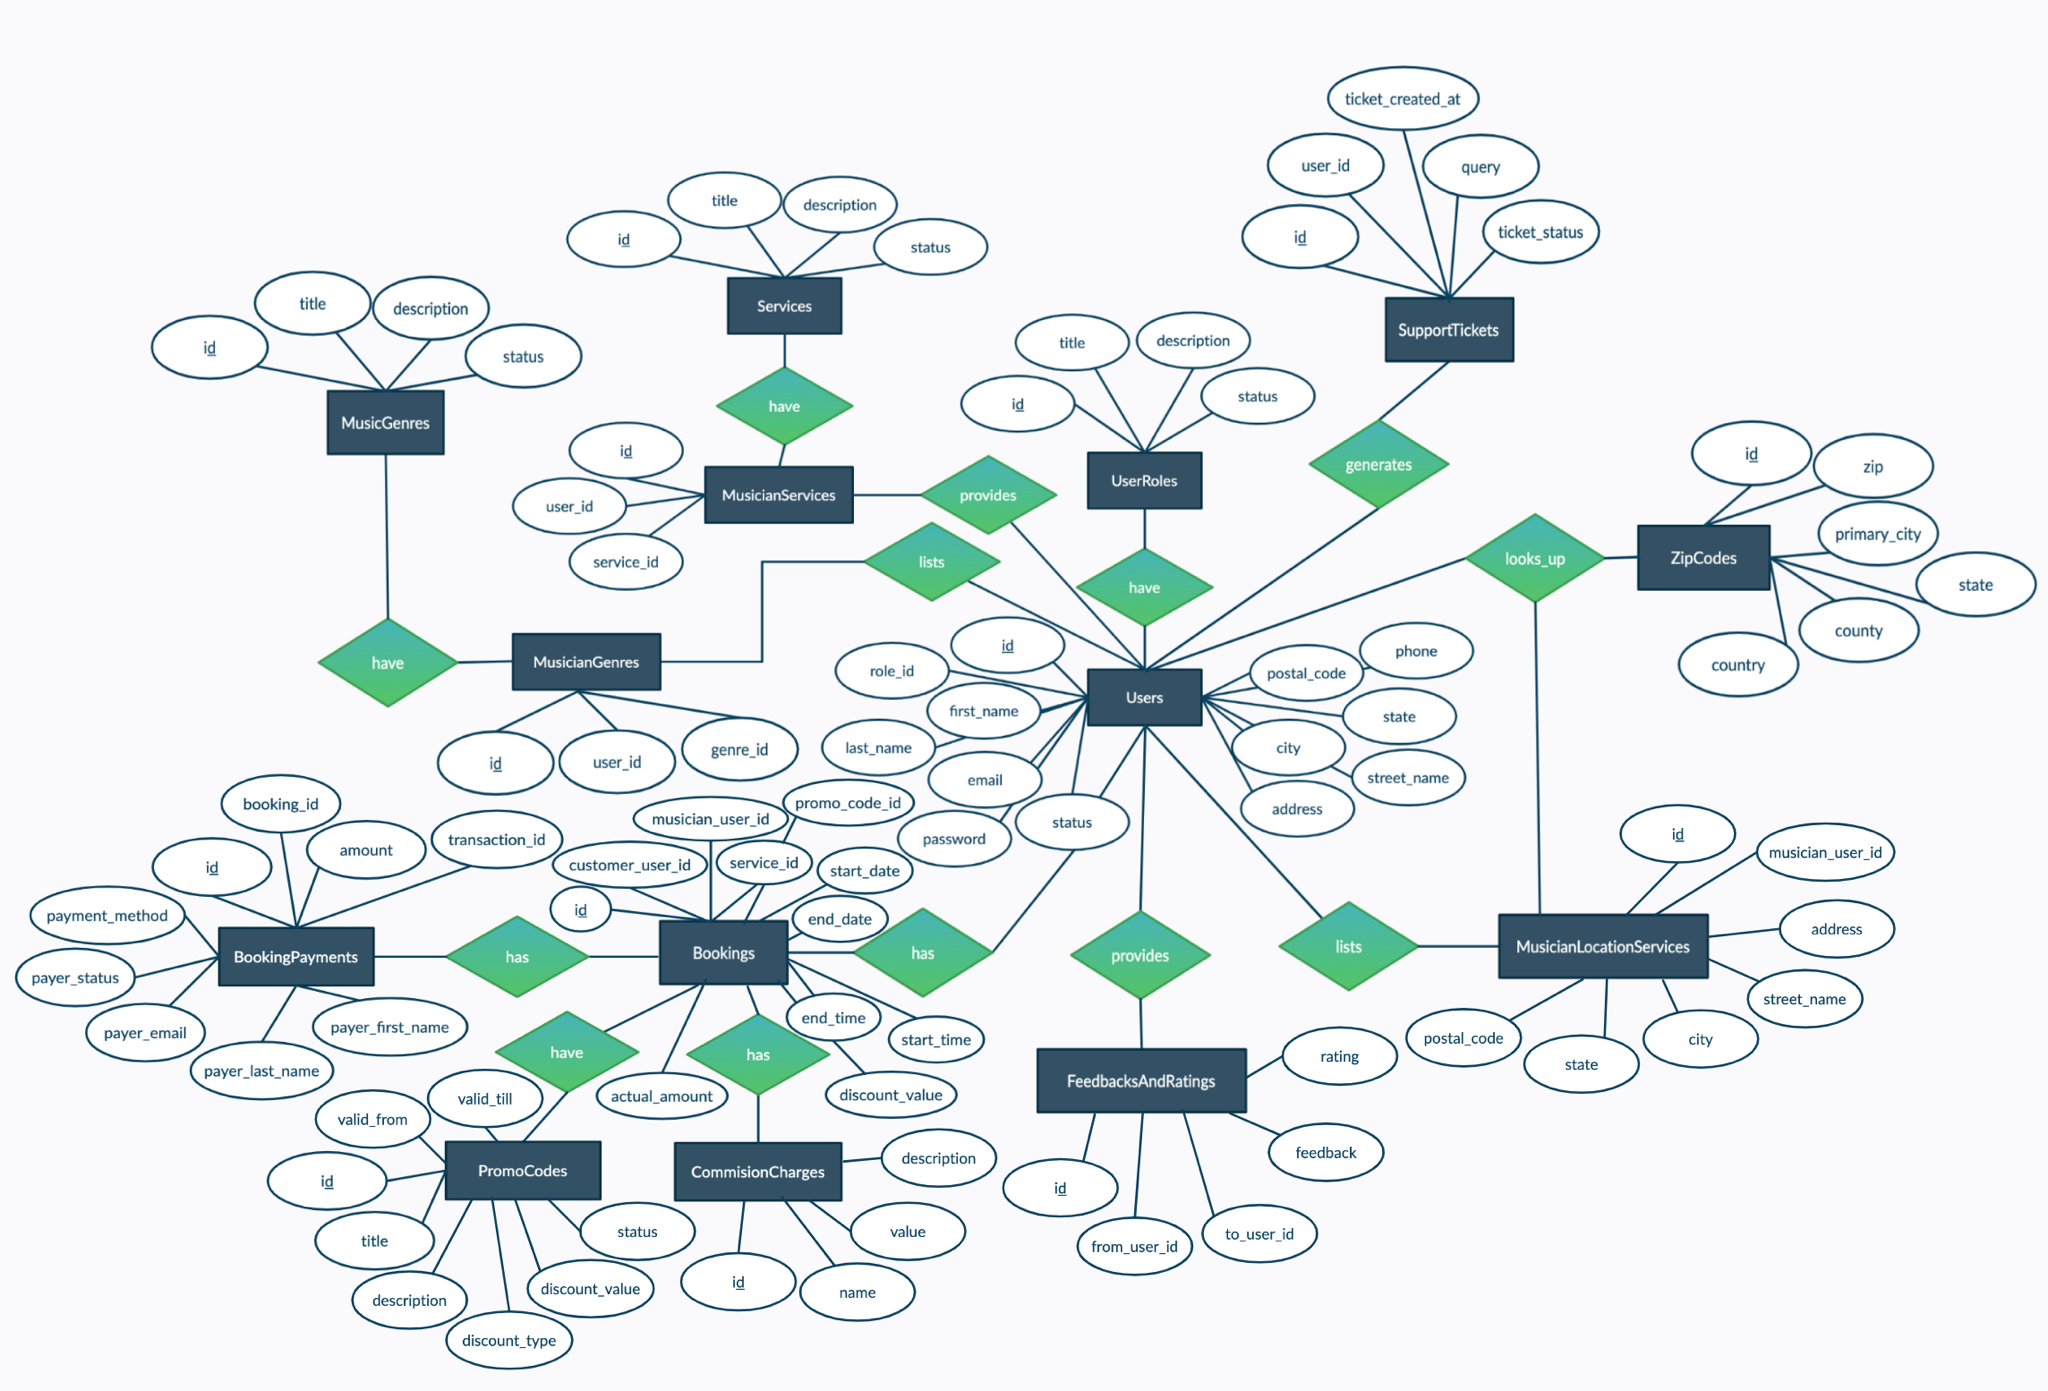 ticket_created_at
user_id
query
id
ticket_status
SupportTickets
title
description
id
status
Services
have
title
description
id
status
MusicGenres
have
title
description
id
status
UserRoles
have
generates
id
user_id
service_id
MusicianServices
provides
lists
MusicianGenres
id
user_id
genre_id
id
zip
primary_city
state
county
country
ZipCodes
looks_up
id
role_id
first_name
last_name
email
password
status
Users
phone
postal_code
state
city
street_name
address
booking_id
id
amount
transaction_id
payment_method
payer_status
payer_email
payer_last_name
payer_first_name
BookingPayments
has
promo_code_id
musician_user_id
customer_user_id
service_id
start_date
id
end_date
Bookings
has
end_time
start_time
discount_value
actual_amount
have
has
provides
lists
id
musician_user_id
address
MusicianLocationServices
street_name
postal_code
state
city
valid_till
valid_from
id
PromoCodes
title
description
discount_type
discount_value
status
CommisionCharges
description
value
id
name
FeedbacksAndRatings
rating
feedback
id
from_user_id
to_user_id